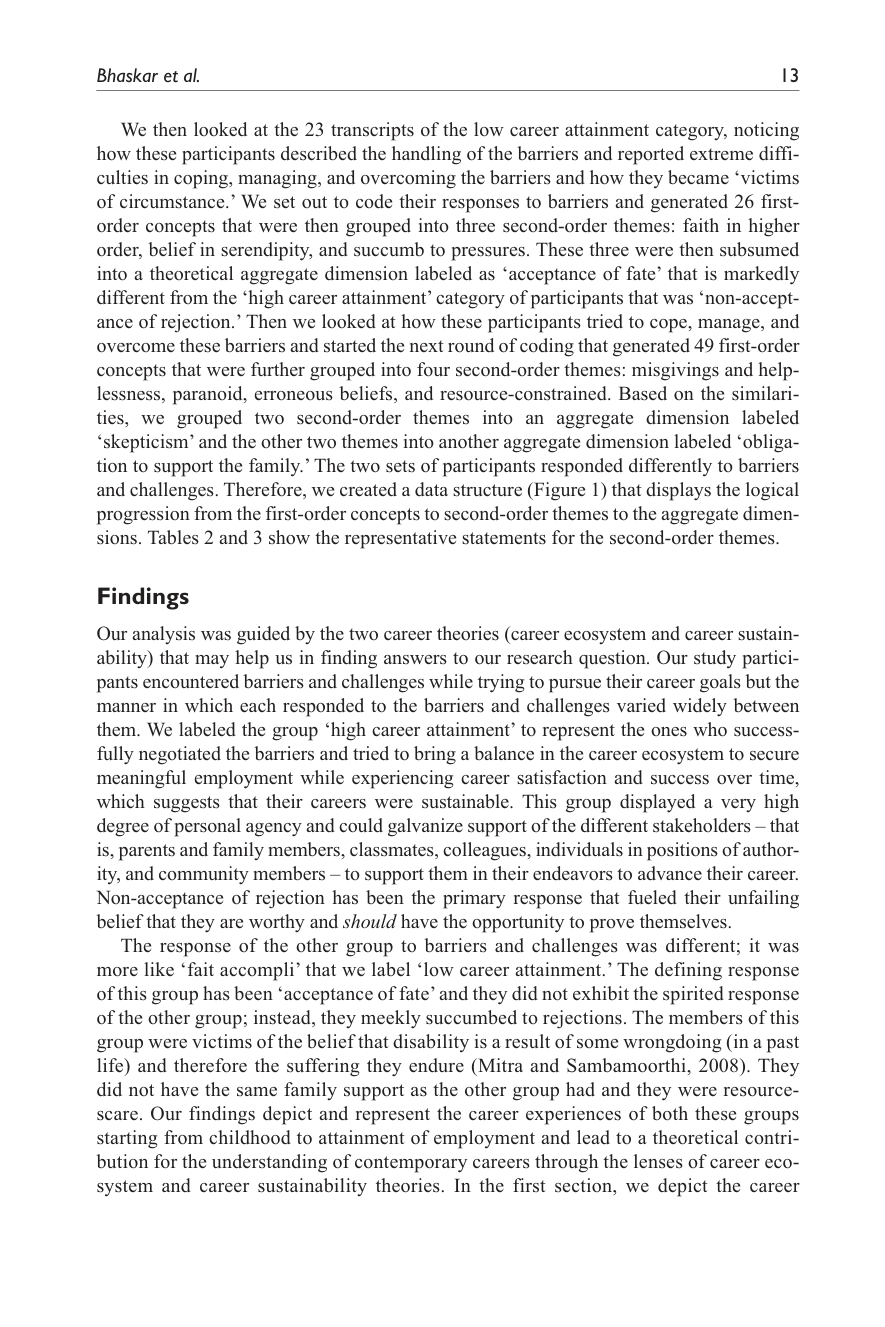 Bhaskar et al. 13
We then looked at the 23 transcripts of the low career attainment category, noticing
how these participants described the handling of the barriers and reported extreme diffi-
culties in coping, managing, and overcoming the barriers and how they became ‘victims
of circumstance.’ We set out to code their responses to barriers and generated 26 first-
order concepts that were then grouped into three second-order themes: faith in higher
order, belief in serendipity, and succumb to pressures. These three were then subsumed
into a theoretical aggregate dimension labeled as ‘acceptance of fate’ that is markedly
different from the ‘high career attainment’ category of participants that was ‘non-accept-
ance of rejection.’ Then we looked at how these participants tried to cope, manage, and
overcome these barriers and started the next round of coding that generated 49 first-order
concepts that were further grouped into four second-order themes: misgivings and help-
lessness, paranoid, erroneous beliefs, and resource-constrained. Based on the similari-
ties, we grouped two second-order themes into an aggregate dimension labeled
‘skepticism’ and the other two themes into another aggregate dimension labeled ‘obliga-
tion to support the family.’ The two sets of participants responded differently to barriers
and challenges. Therefore, we created a data structure (Figure 1) that displays the logical
progression from the first-order concepts to second-order themes to the aggregate dimen-
sions. Tables 2 and 3 show the representative statements for the second-order themes.
Findings
Our analysis was guided by the two career theories (career ecosystem and career sustain-
ability) that may help us in finding answers to our research question. Our study partici-
pants encountered barriers and challenges while trying to pursue their career goals but the
manner in which each responded to the barriers and challenges varied widely between
them. We labeled the group ‘high career attainment’ to represent the ones who success-
fully negotiated the barriers and tried to bring a balance in the career ecosystem to secure
meaningful employment while experiencing career satisfaction and success over time,
which suggests that their careers were sustainable. This group displayed a very high
degree of personal agency and could galvanize support of the different stakeholders – that
is, parents and family members, classmates, colleagues, individuals in positions of author-
ity, and community members – to support them in their endeavors to advance their career.
Non-acceptance of rejection has been the primary response that fueled their unfailing
belief that they are worthy and should have the opportunity to prove themselves.
The response of the other group to barriers and challenges was different; it was
more like ‘fait accompli’ that we label ‘low career attainment.’ The defining response
of this group has been ‘acceptance of fate’ and they did not exhibit the spirited response
of the other group; instead, they meekly succumbed to rejections. The members of this
group were victims of the belief that disability is a result of some wrongdoing (in a past
life) and therefore the suffering they endure (Mitra and Sambamoorthi, 2008). They
did not have the same family support as the other group had and they were resource-
scare. Our findings depict and represent the career experiences of both these groups
starting from childhood to attainment of employment and lead to a theoretical contri-
bution for the understanding of contemporary careers through the lenses of career eco-
system and career sustainability theories. In the first section, we depict the career